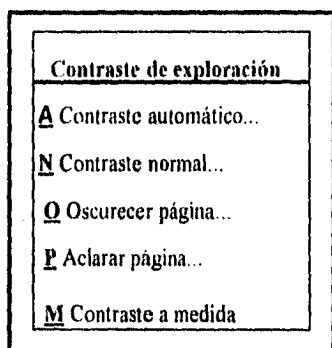 Contraste de exploración
A Contraste automático...
N Contraste normal...
O Oscurecer página...
P Aclarar página...
M Contraste a medida